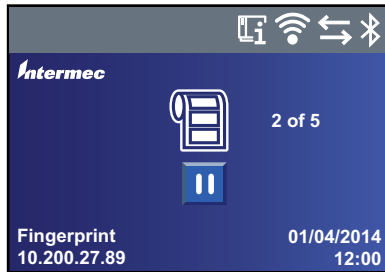 Intermec
2 of 5
Fingerprint
01/04/2014
10.200.27.89
12:00